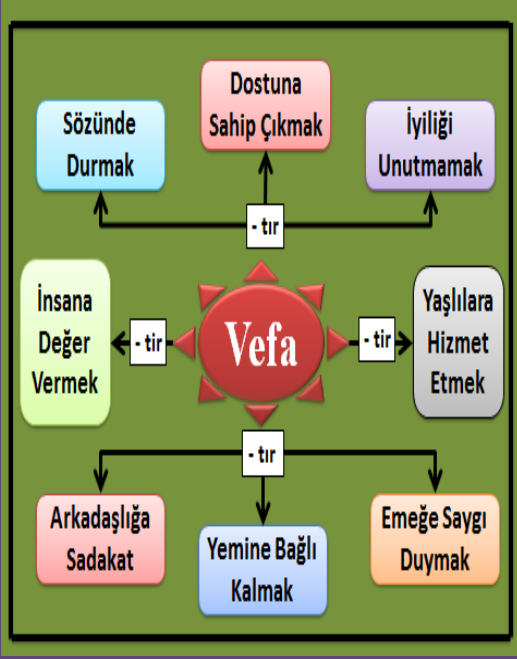 Dostuna
Sahip Çıkmak
Sözünde
Durmak
İyiliği
Unutmamak
- tır
İnsana
Değer
Vermek
- tir
Vefa
- tir
Yaşlılara
Hizmet
Etmek
- tır
Arkadaşlığa
Sadakat
Yemine Bağlı
Kalmak
Emeğe Saygı
Duymak